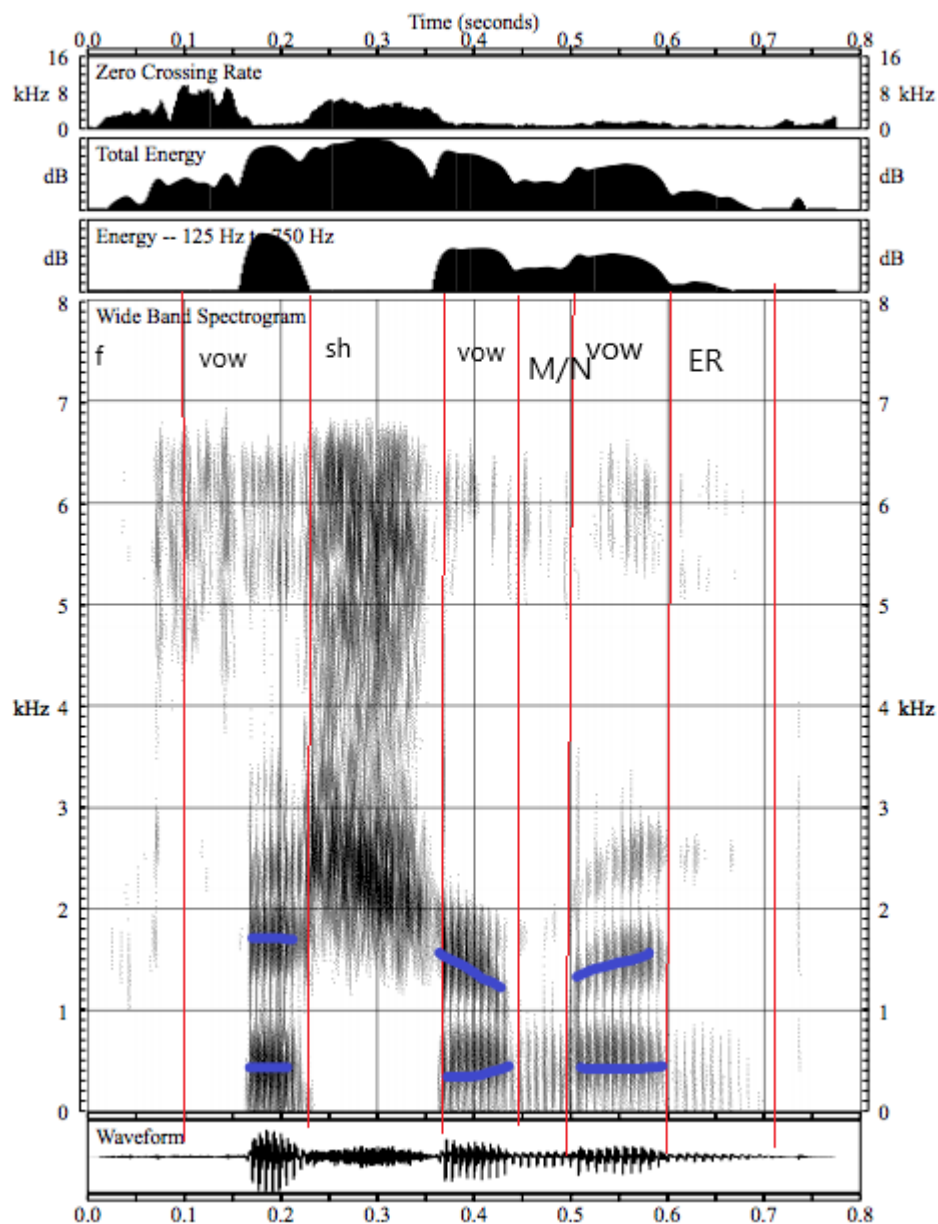 Time (seconds)
0.0 0.1 0.2 0.3 0.4 0.5 0.6 0.7 0.8
16 Zero Crossing Rate 16
kHz 8 8 kHz
0 0
Total Energy
dB dB
Energy -- 125 Hz to 750 Hz
dB dB
8 8
Wide Band Spectrogram
f vow sh vow M/N vow ER
7 7
6 6
5 5
kHz 4 4 kHz
3 3
2 2
1 1
0 0
Waveform
0.0 0.1 0.2 0.3 0.4 0.5 0.6 0.7 0.8